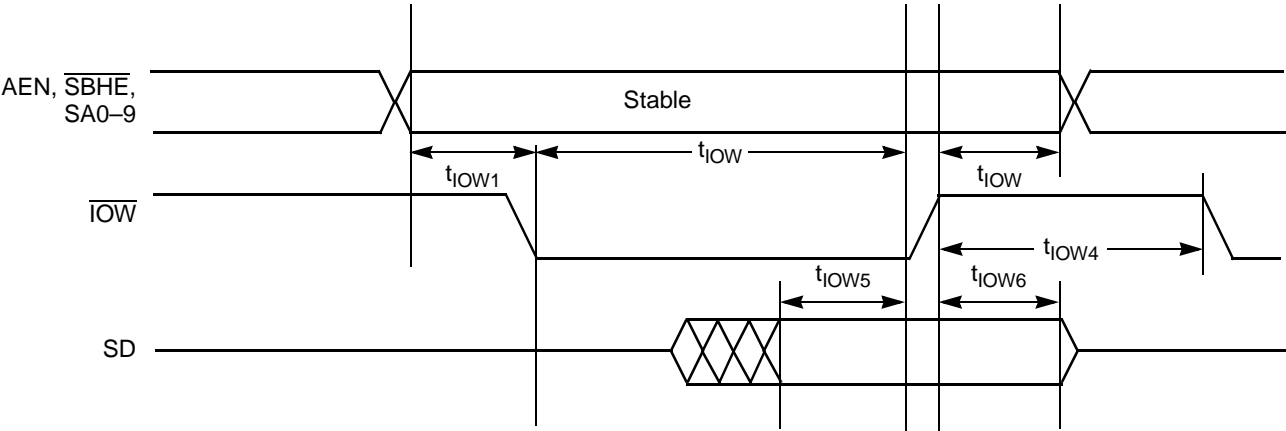 AEN, SBHE,
SA0–9
Stable
tIOW
tIOW1
tIOW
IOW
tIOW4
tIOW5
tIOW6
SD